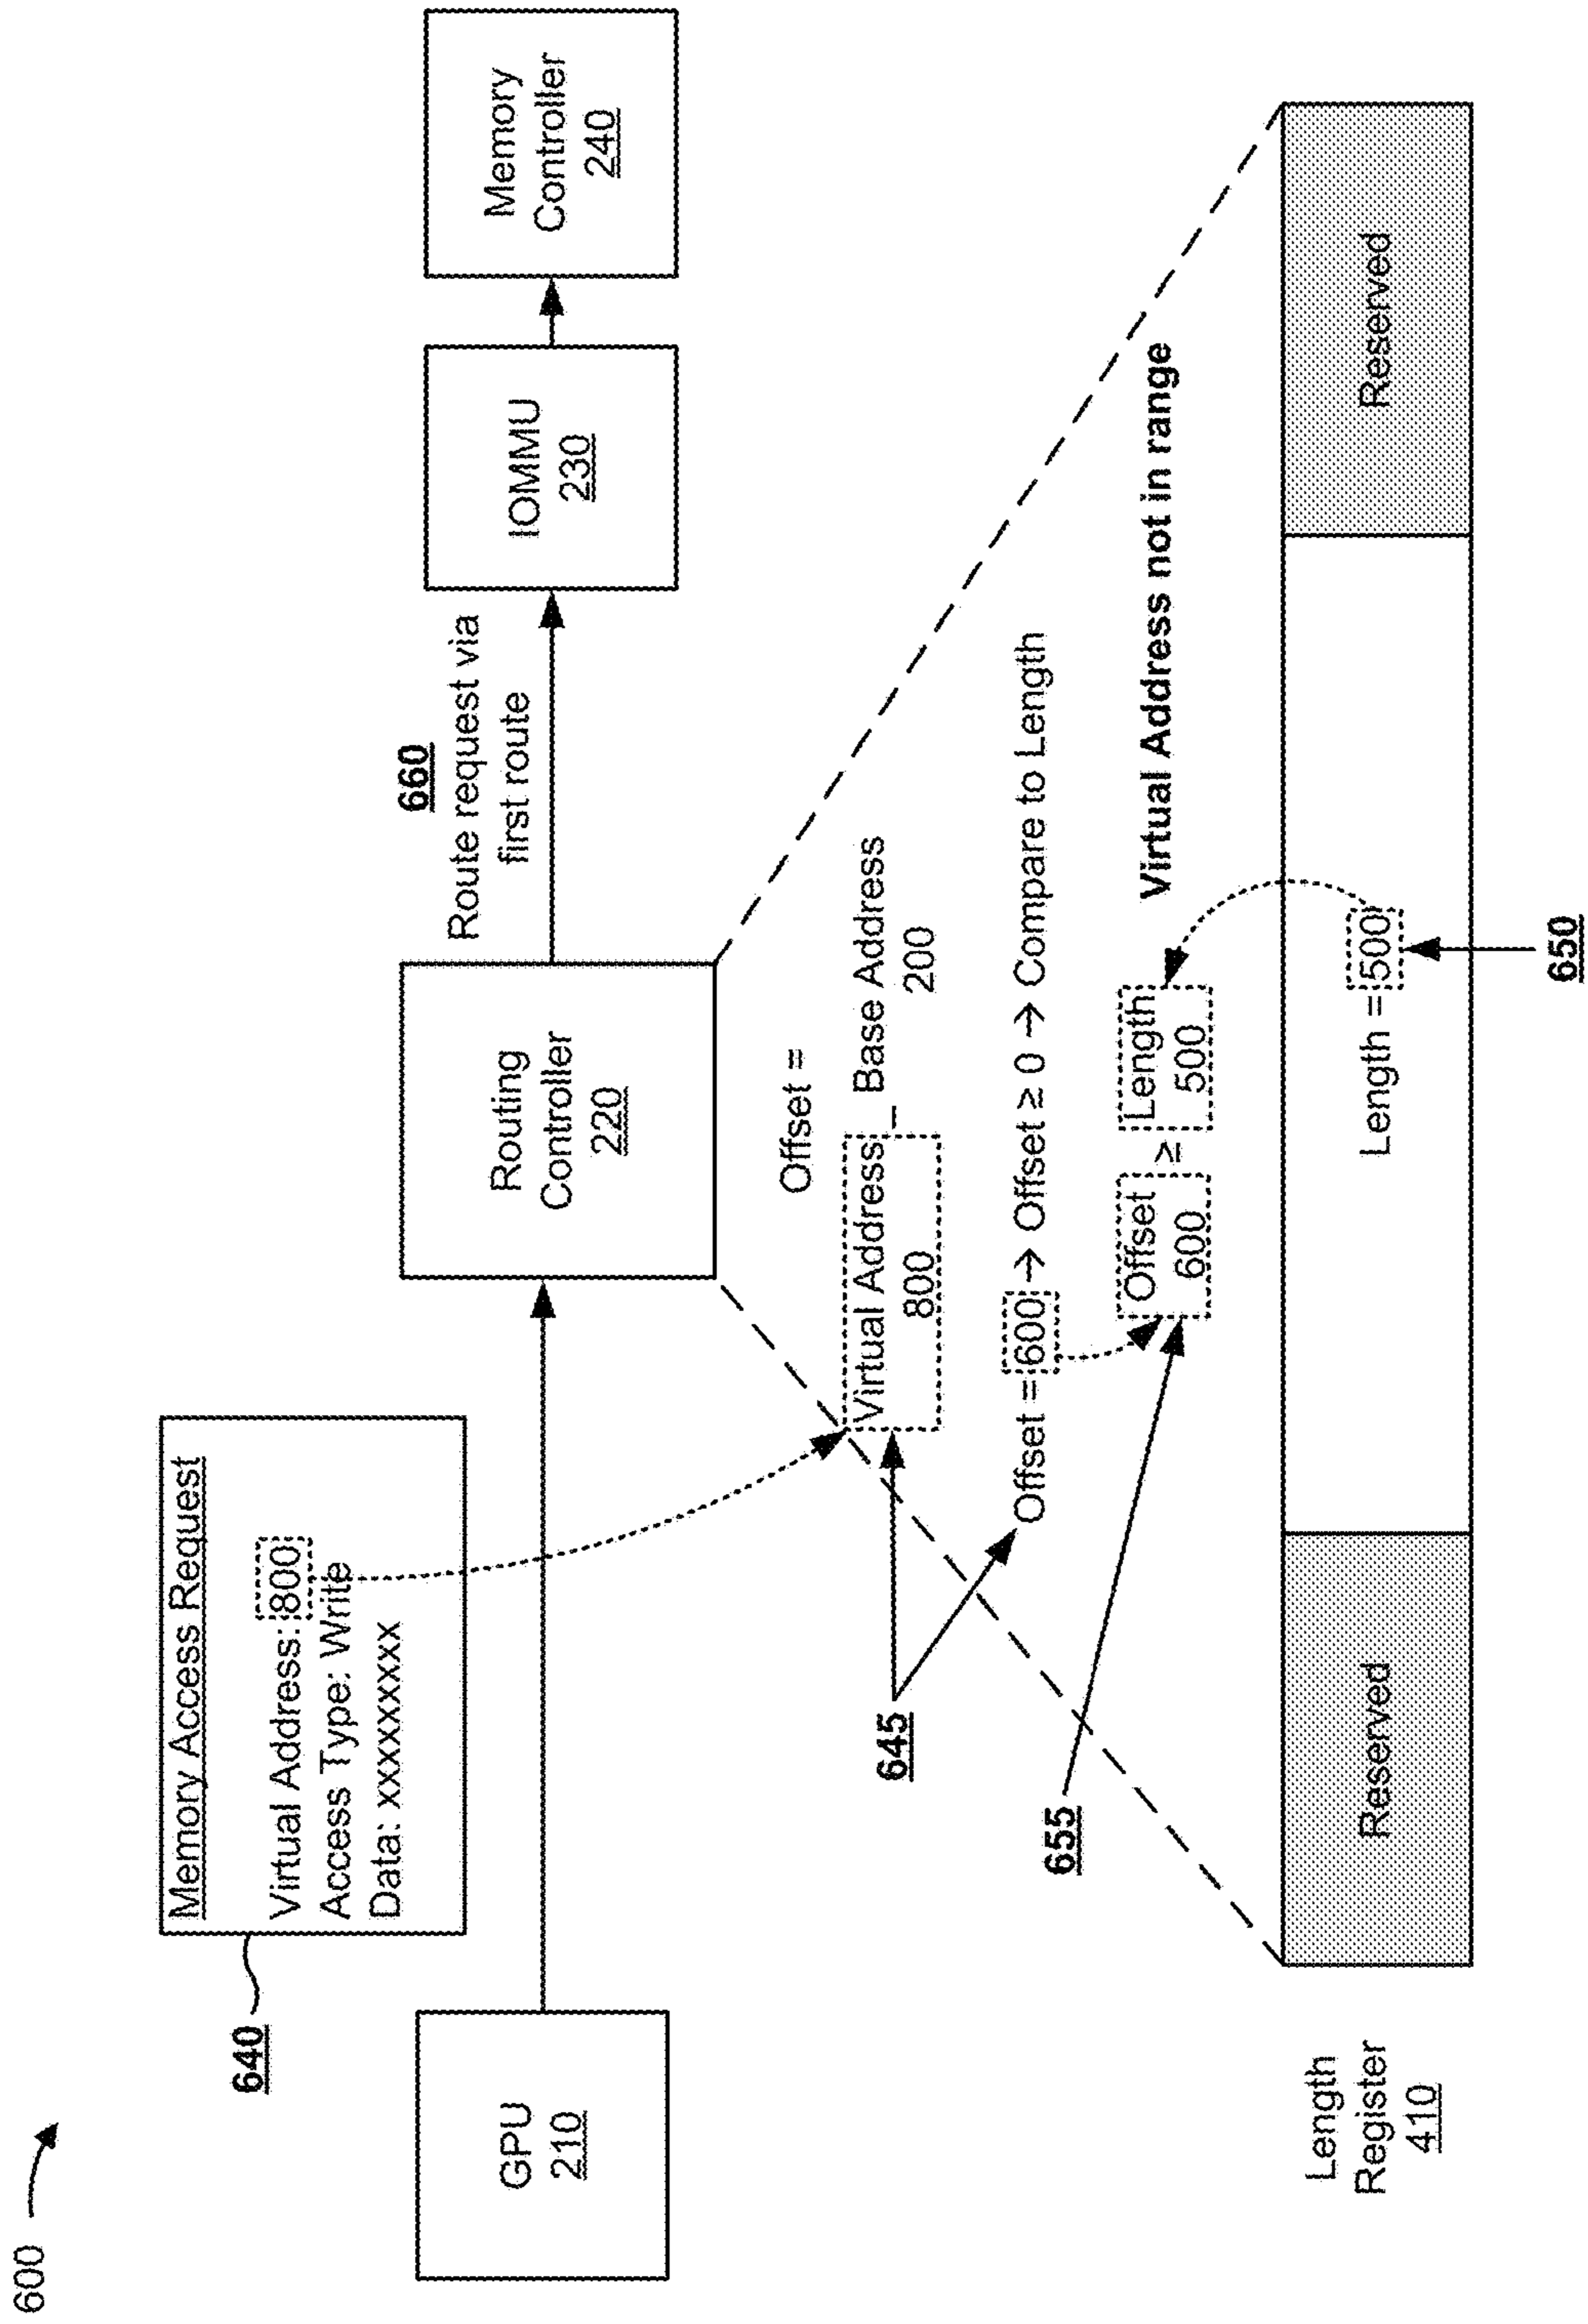 600
640
Memory Access Request
Virtual Address: 800
Access Type: Write
Data: xxxxxxxx
GPU
210
Routing
Controller
220
660
Route request via
first route
IOMMU
230
Memory
Controller
240
Offset =
Virtual Address – Base Address
800 200
645
Offset = 600 → Offset ≥ 0 → Compare to Length
655
Offset ≥ Length
600 500
Virtual Address not in range
Length
Register
410
Reserved
Length = 500
Reserved
650